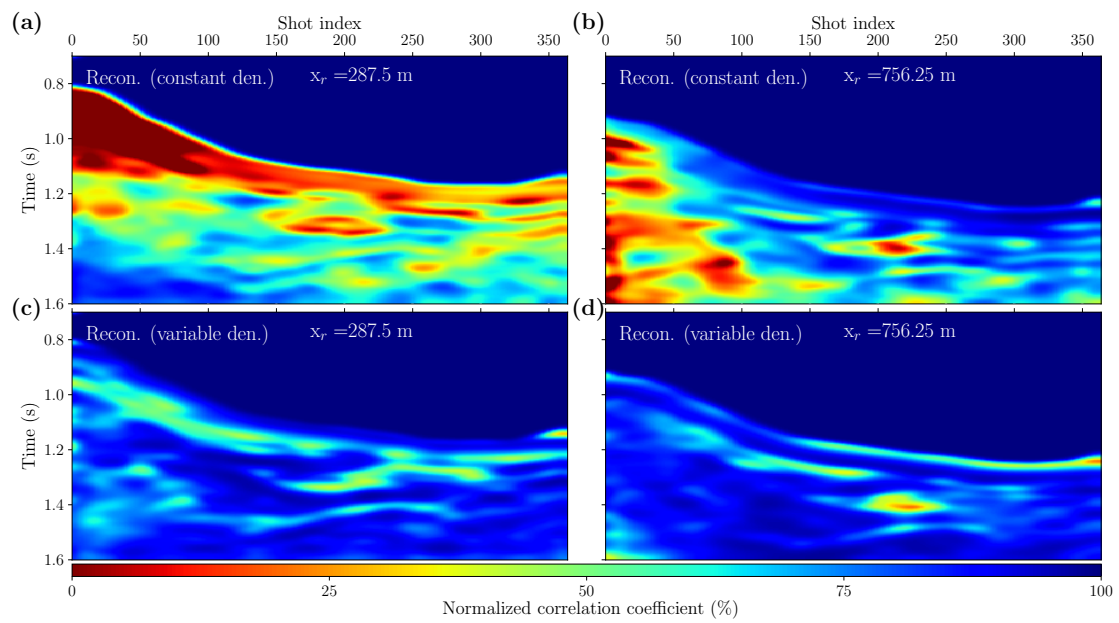 (a) Shot index (b) Shot index
0 50 100 150 200 250 300 350 0 50 100 150 200 250 300 350
Recon. (constant den.) x_r =287.5 m Recon. (constant den.) x_r =756.25 m
0.8
1.0
1.2
1.4
1.6
Time (s)
(c) (d)
Recon. (variable den.) x_r =287.5 m Recon. (variable den.) x_r =756.25 m
0.8
1.0
1.2
1.4
1.6
Time (s)
0 25 50 75 100
Normalized correlation coefficient (%)